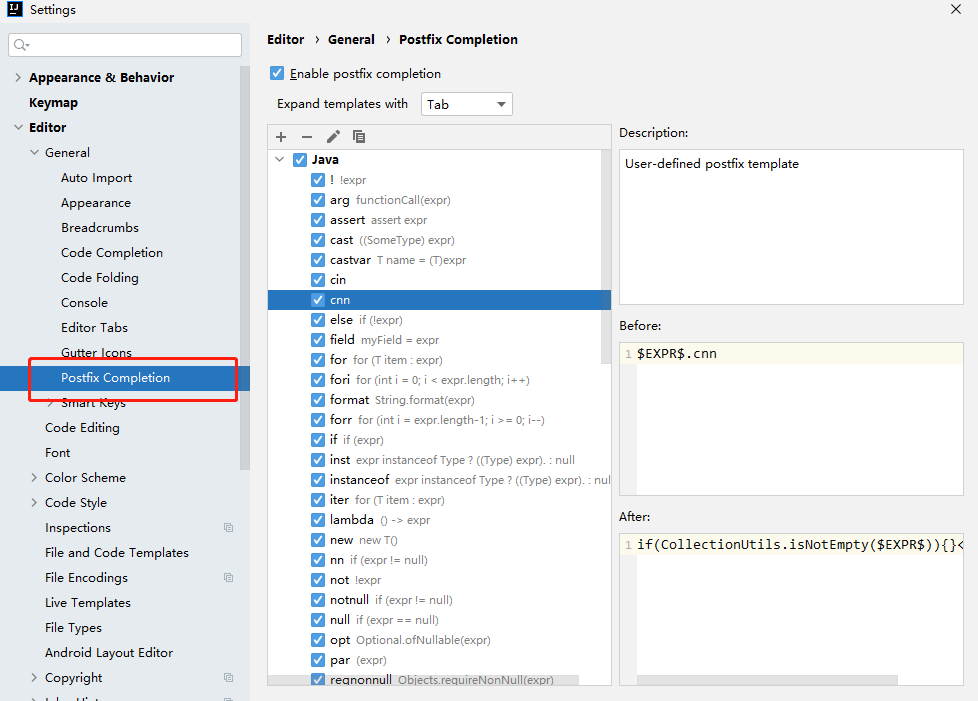 Settings
Appearance & Behavior
Keymap
Editor
General
Auto Import
Appearance
Breadcrumbs
Code Completion
Code Folding
Console
Editor Tabs
Gutter Icons
Postfix Completion
Smart Keys
Code Editing
Font
Color Scheme
Code Style
Inspections
File and Code Templates
File Encodings
Live Templates
File Types
Android Layout Editor
Copyright
Editor › General › Postfix Completion
Enable postfix completion
Expand templates with Tab
Java
! !expr
arg functionCall(expr)
assert assert expr
cast ((SomeType) expr)
castvar T name = (T)expr
cin
cnn
else if (!expr)
field myField = expr
for for (T item : expr)
fori for (int i = 0; i < expr.length; i++)
format String.format(expr)
forr for (int i = expr.length-1; i >= 0; i--)
if if (expr)
inst expr instanceof Type ? ((Type) expr). : null
instanceof expr instanceof Type ? ((Type) expr). : nul
iter for (T item : expr)
lambda () -> expr
new new T()
nn if (expr != null)
not !expr
notnull if (expr != null)
null if (expr == null)
opt Optional.ofNullable(expr)
par (expr)
reqnonnull Objects.requireNonNull(expr)
Description:
User-defined postfix template
Before:
1 $EXPR$.cnn
After:
1 if(CollectionUtils.isNotEmpty($EXPR$)){}<